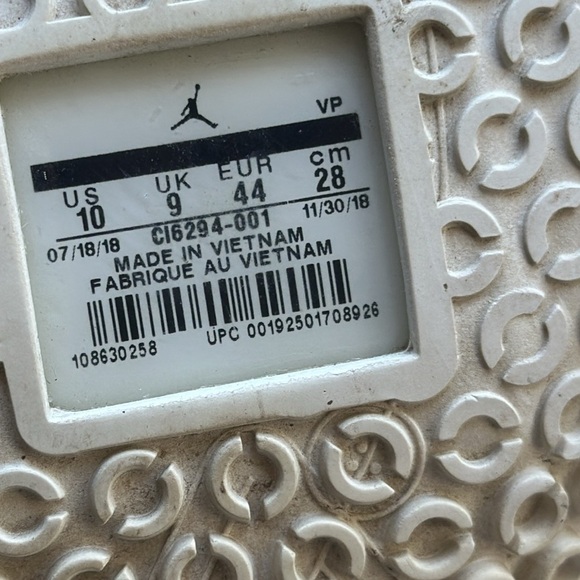 VP
US UK EUR cm
10 9 44 28
07/18/18 CI6294-001 11/30/18
MADE IN VIETNAM
FABRIQUE AU VIETNAM
108630258 UPC 00192501708926